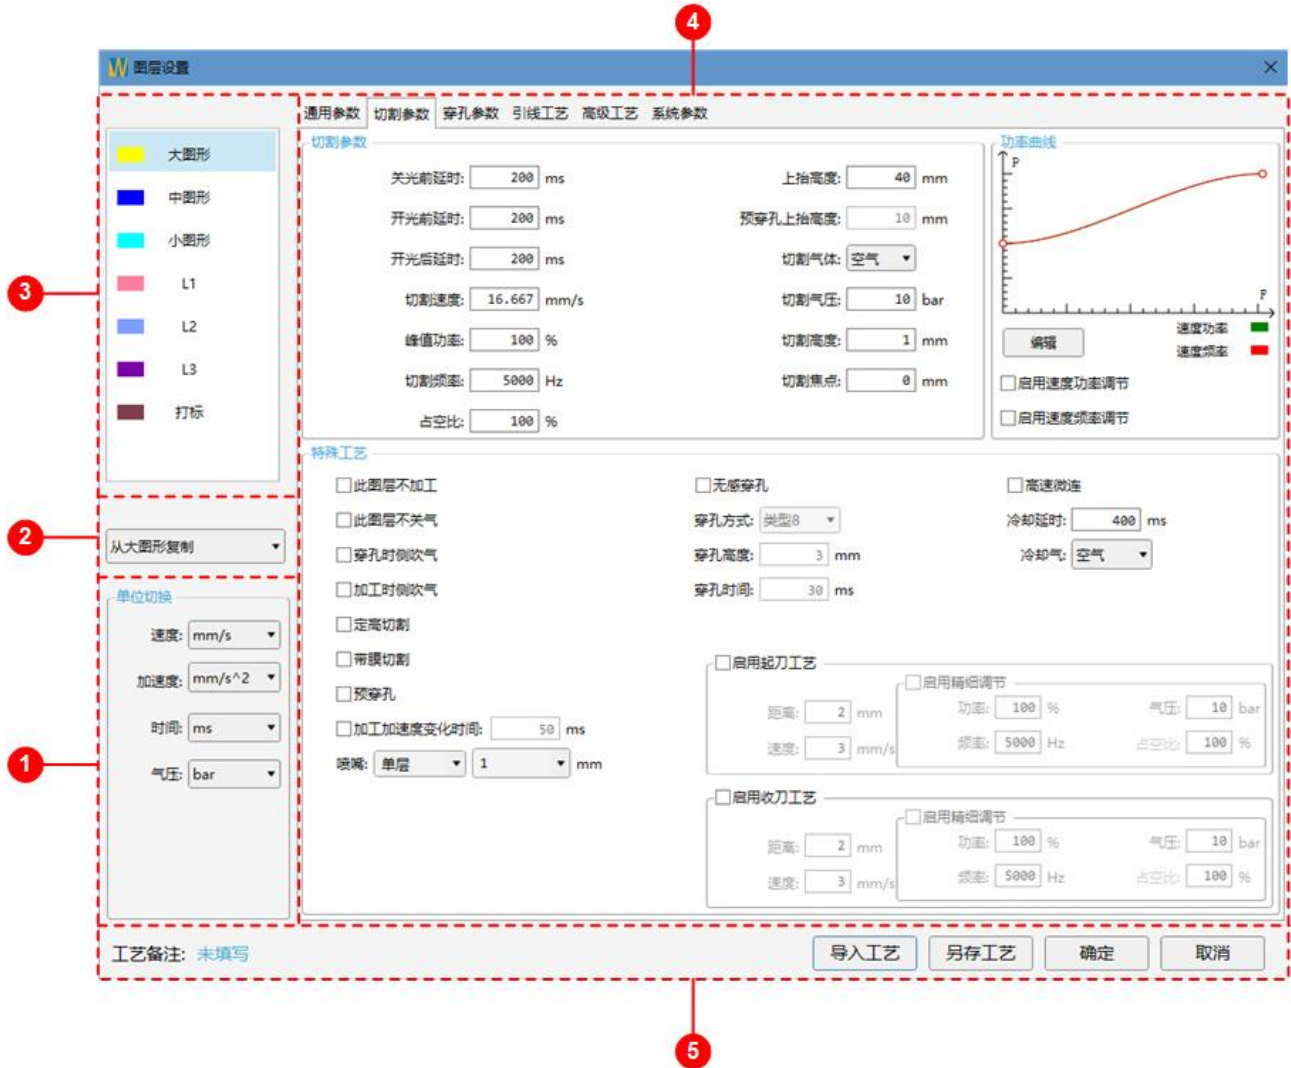 4
图层设置
通用参数 切割参数 穿孔参数 引线工艺 高级工艺 系统参数
大图形
中图形
小图形
L1
L2
L3
打标
3
2
从大图形复制
单位切换
速度: mm/s
加速度: mm/s^2
时间: ms
气压: bar
1
切割参数
关光前延时: 200 ms
开光前延时: 200 ms
开光后延时: 200 ms
切割速度: 16.667 mm/s
峰值功率: 100 %
切割频率: 5000 Hz
占空比: 100 %
上抬高度: 40 mm
预穿孔上抬高度: 10 mm
切割气体: 空气
切割气压: 10 bar
切割高度: 1 mm
切割焦点: 0 mm
功率曲线
P
F
编辑
速度功率
速度频率
启用速度功率调节
启用速度频率调节
特殊工艺
此图层不加工
此图层不关气
穿孔时侧吹气
加工时侧吹气
定高切割
带膜切割
预穿孔
加工加速度变化时间: 50 ms
喷嘴: 单层 1 mm
无感穿孔
穿孔方式: 类型8
穿孔高度: 3 mm
穿孔时间: 30 ms
高速微连
冷却延时: 400 ms
冷却气: 空气
启用起刀工艺
距离: 2 mm
速度: 3 mm/s
启用精细调节
功率: 100 % 气压: 10 bar
频率: 5000 Hz 占空比: 100 %
启用收刀工艺
距离: 2 mm
速度: 3 mm/s
启用精细调节
功率: 100 % 气压: 10 bar
频率: 5000 Hz 占空比: 100 %
工艺备注: 未填写
导入工艺 另存工艺 确定 取消
5